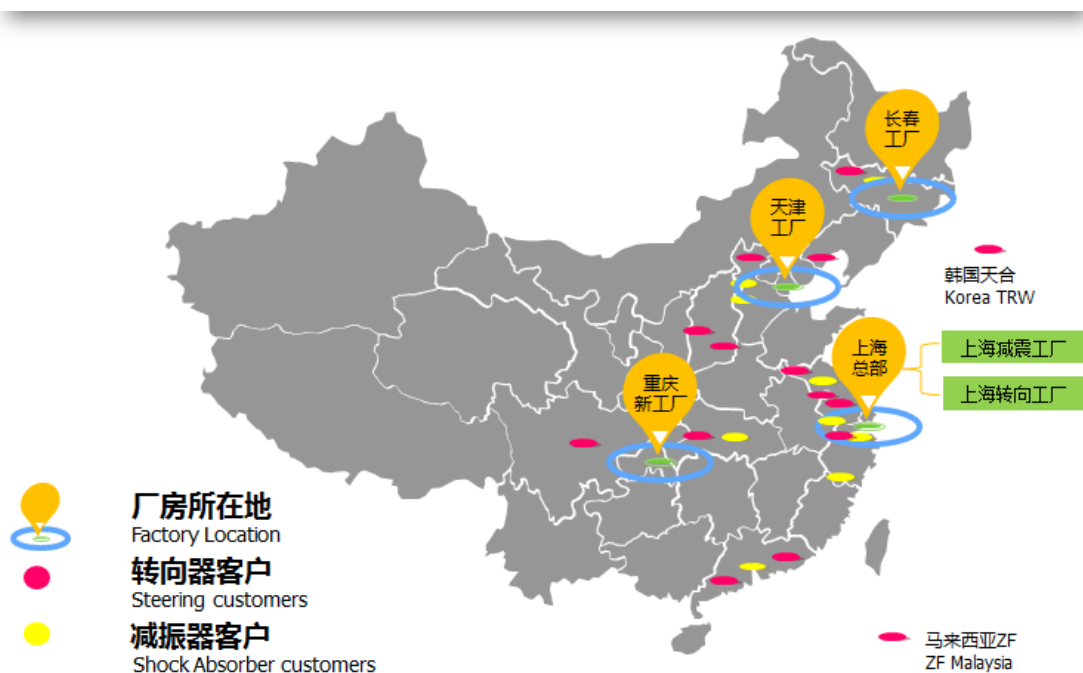 长春
工厂
天津
工厂
韩国天台
Korea TRW
上海
总部
上海减震工厂
上海转向工厂
重庆
新工厂
厂房所在地
Factory Location
转向器客户
Steering customers
减振器客户
Shock Absorber customers
马来西亚ZF
ZF Malaysia